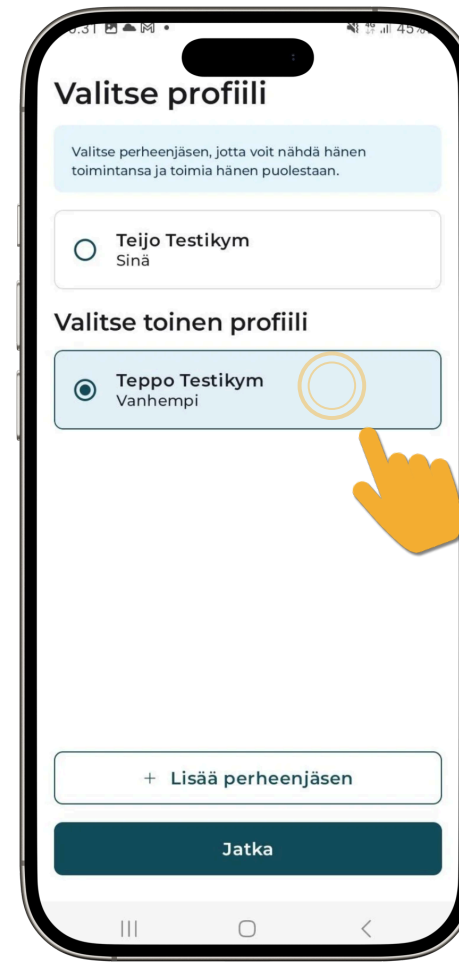 45%
Valitse profiili
Valitse perheenjäsen, jotta voit nähdä hänen
toimintansa ja toimia hänen puolestaan.
Teijo Testikym
Sinä
Valitse toinen profiili
Teppo Testikym
Vanhempi
+ Lisää perheenjäsen
Jatka